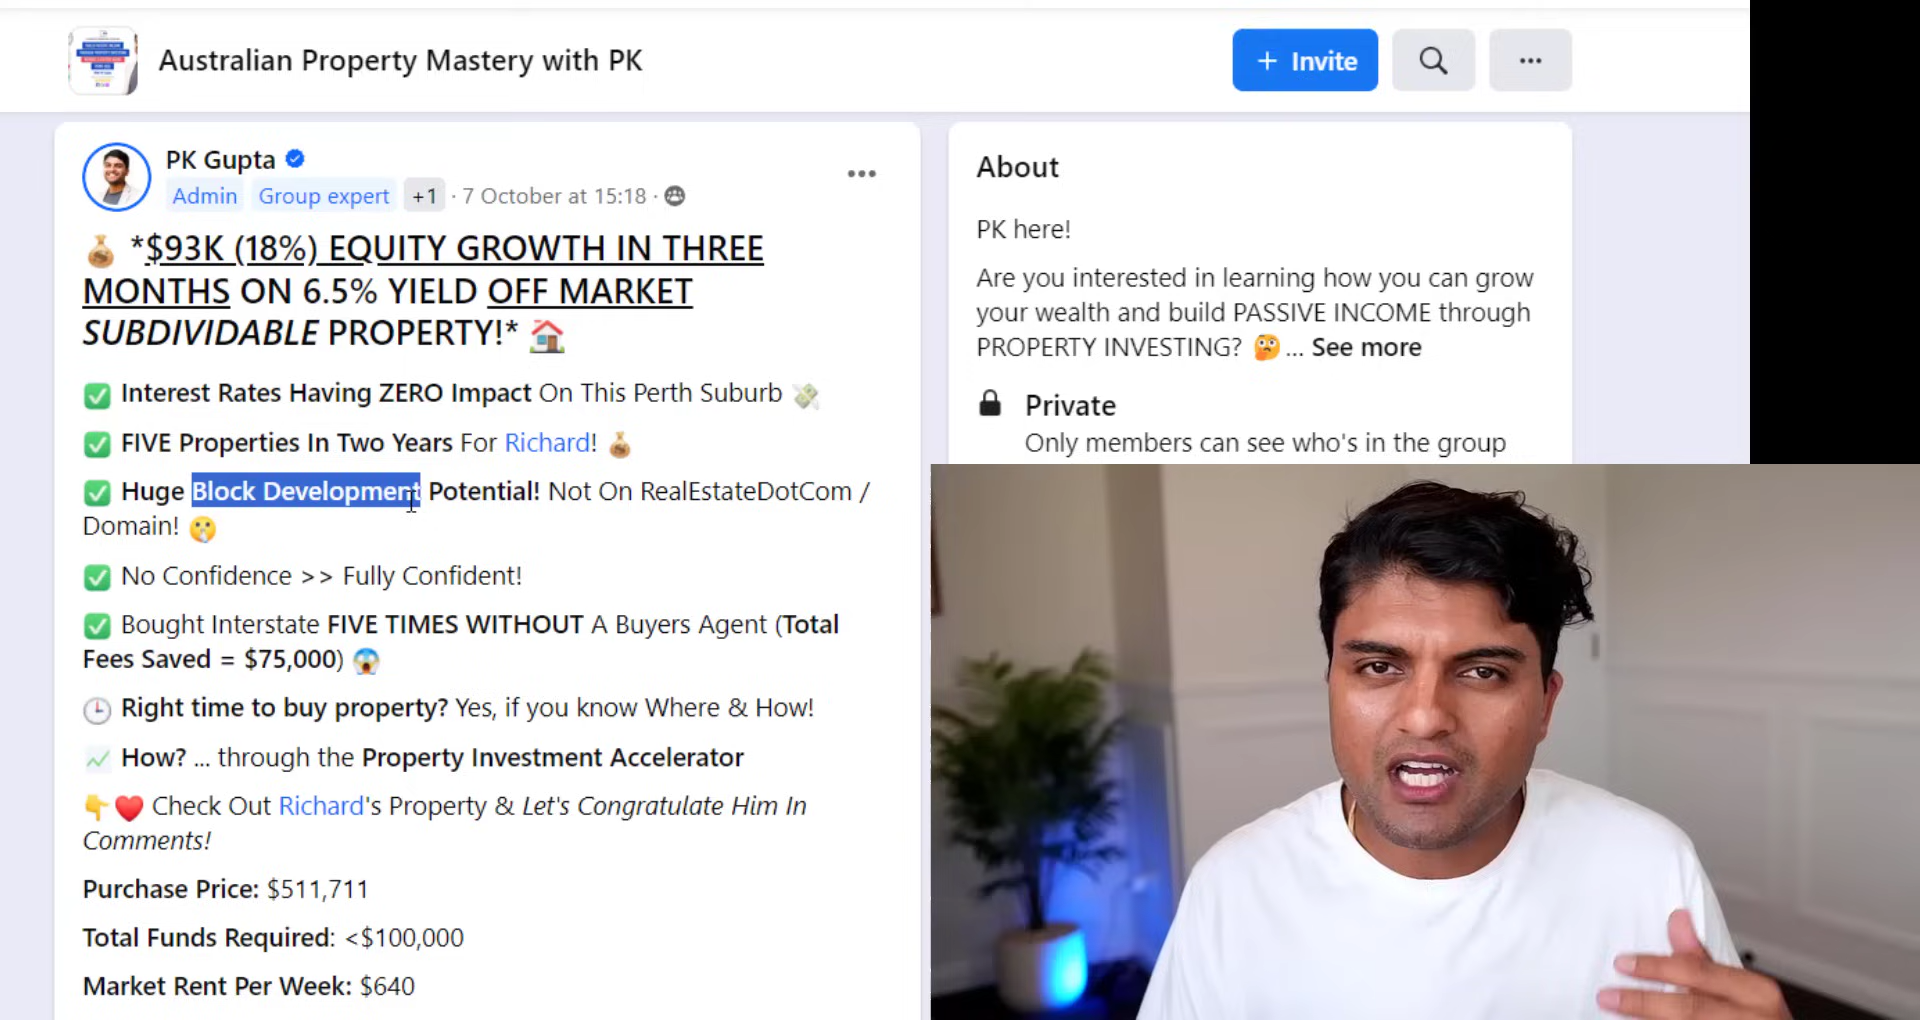 Australian Property Mastery with PK
+ Invite
PK Gupta
Admin Group expert +1 · 7 October at 15:18 ·
*$93K (18%) EQUITY GROWTH IN THREE
MONTHS ON 6.5% YIELD OFF MARKET
SUBDIVIDABLE PROPERTY!*
Interest Rates Having ZERO Impact On This Perth Suburb
FIVE Properties In Two Years For Richard!
Huge Block Development Potential! Not On RealEstateDotCom /
Domain!
No Confidence >> Fully Confident!
Bought Interstate FIVE TIMES WITHOUT A Buyers Agent (Total
Fees Saved = $75,000)
Right time to buy property? Yes, if you know Where & How!
How? ... through the Property Investment Accelerator
Check Out Richard's Property & Let's Congratulate Him In
Comments!
Purchase Price: $511,711
Total Funds Required: <$100,000
Market Rent Per Week: $640
About
PK here!
Are you interested in learning how you can grow
your wealth and build PASSIVE INCOME through
PROPERTY INVESTING? ... See more
Private
Only members can see who's in the group